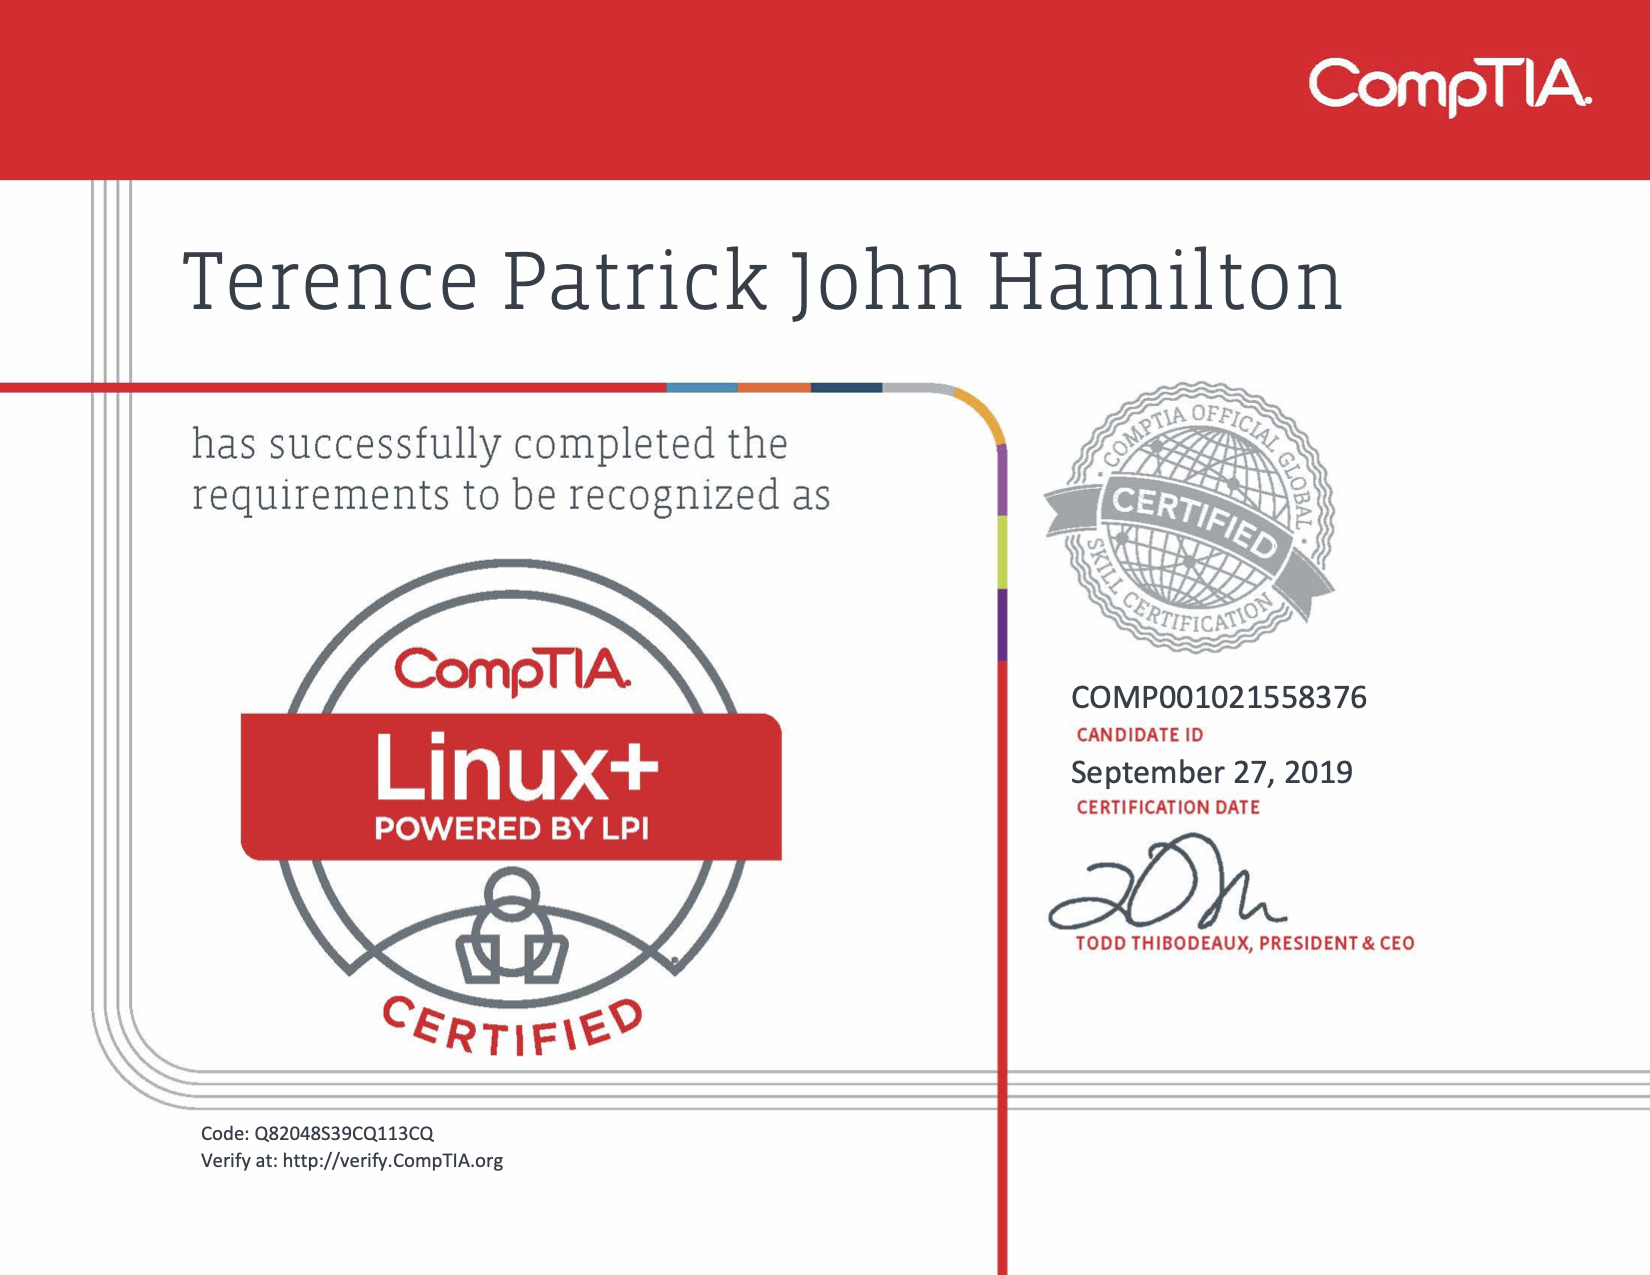 CompTIA.
Terence Patrick John Hamilton
has successfully completed the
requirements to be recognized as
COMPTIA OFFICIAL GLOBAL
CERTIFIED
SKILL CERTIFICATION
CompTIA.
Linux+
POWERED BY LPI
CERTIFIED
COMP001021558376
CANDIDATE ID
September 27, 2019
CERTIFICATION DATE
TODD THIBODEAUX, PRESIDENT & CEO
Code: Q82048S39CQ113CQ
Verify at: http://verify.CompTIA.org